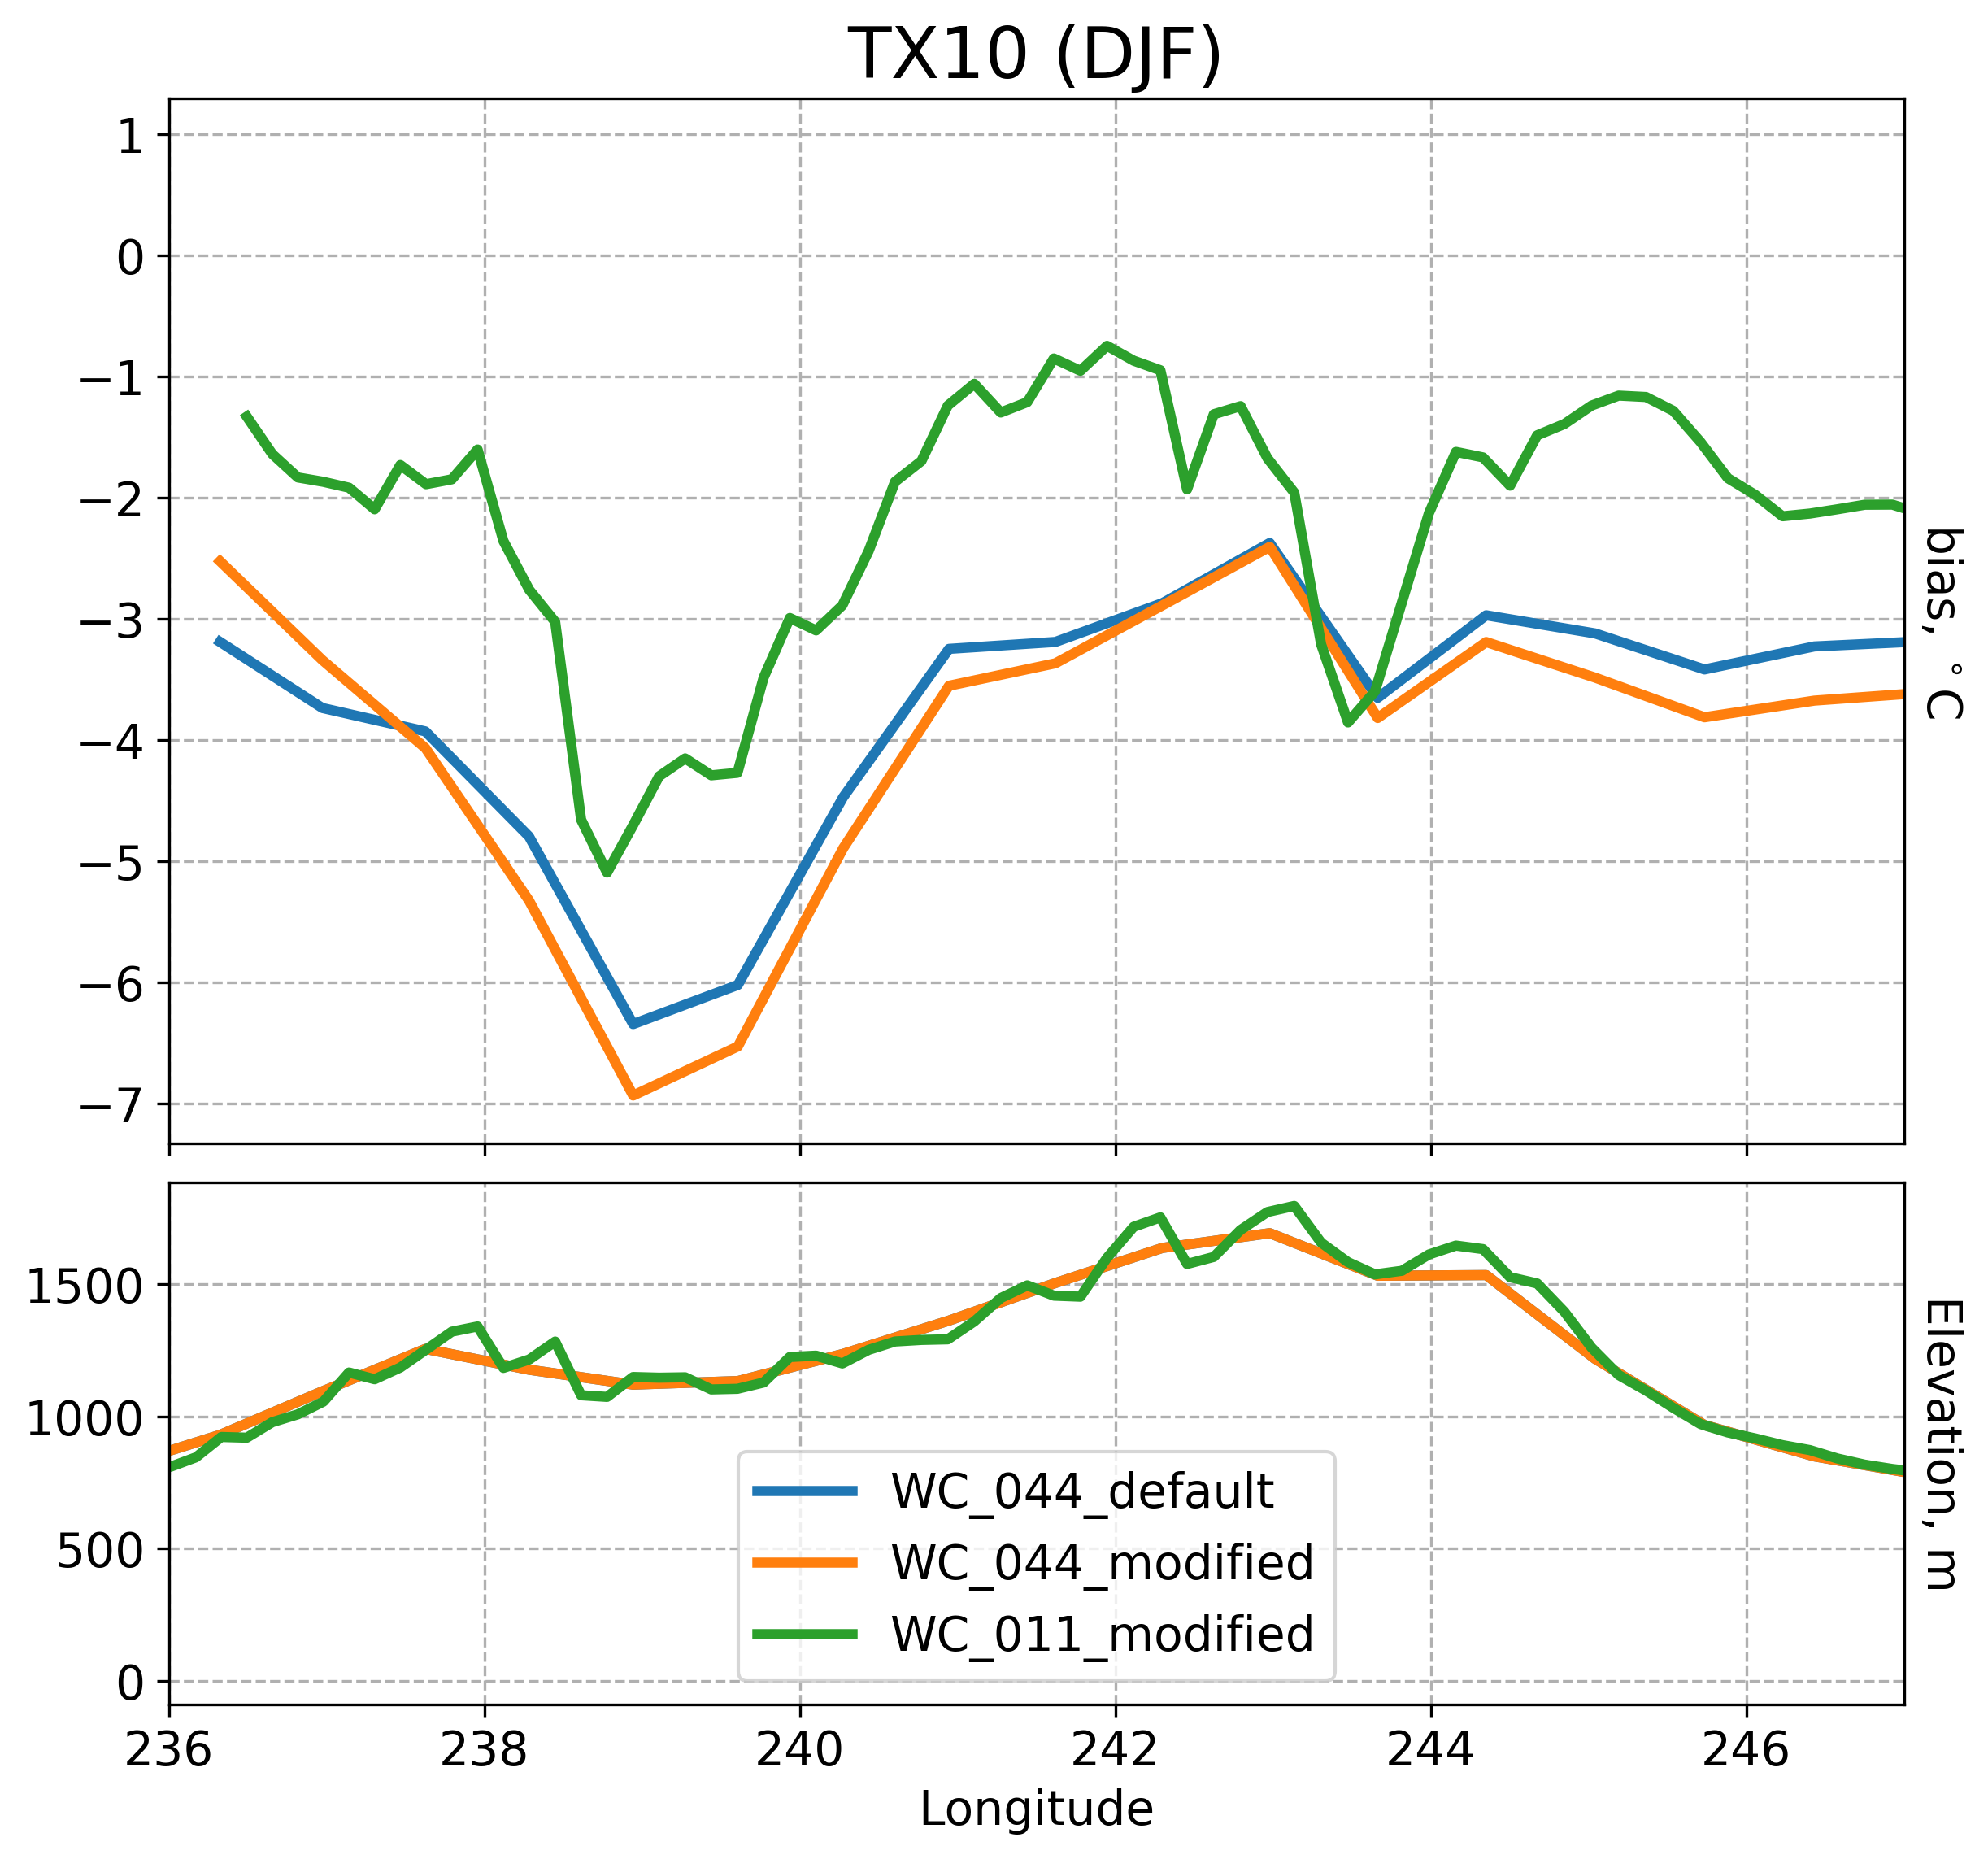 TX10 (DJF)
1
0
−1
−2
−3
−4
−5
−6
−7
bias, °C
1500
1000
500
0
Elevation, m
WC_044_default
WC_044_modified
WC_011_modified
236 238 240 242 244 246
Longitude